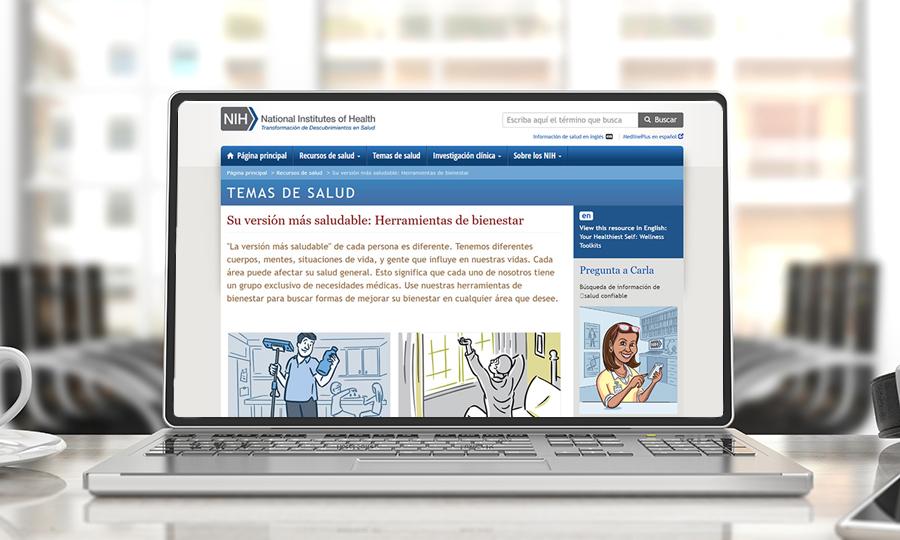 NIH National Institutes of Health
Transformación de Descubrimientos en Salud
Escriba aquí el término que busca
Buscar
Información de salud en inglés en
MedlinePlus en español
Página principal
Recursos de salud
Temas de salud
Investigación clínica
Sobre los NIH
Página principal > Recursos de salud > Su versión más saludable: Herramientas de bienestar
TEMAS DE SALUD
Su versión más saludable: Herramientas de bienestar
"La versión más saludable" de cada persona es diferente. Tenemos diferentes
cuerpos, mentes, situaciones de vida, y gente que influye en nuestras vidas. Cada
área puede afectar su salud general. Esto significa que cada uno de nosotros tiene
un grupo exclusivo de necesidades médicas. Use nuestras herramientas de
bienestar para buscar formas de mejorar su bienestar en cualquier área que desee.
en
View this resource in English:
Your Healthiest Self: Wellness
Toolkits
Pregunta a Carla
Búsqueda de información de
salud confiable
NIH